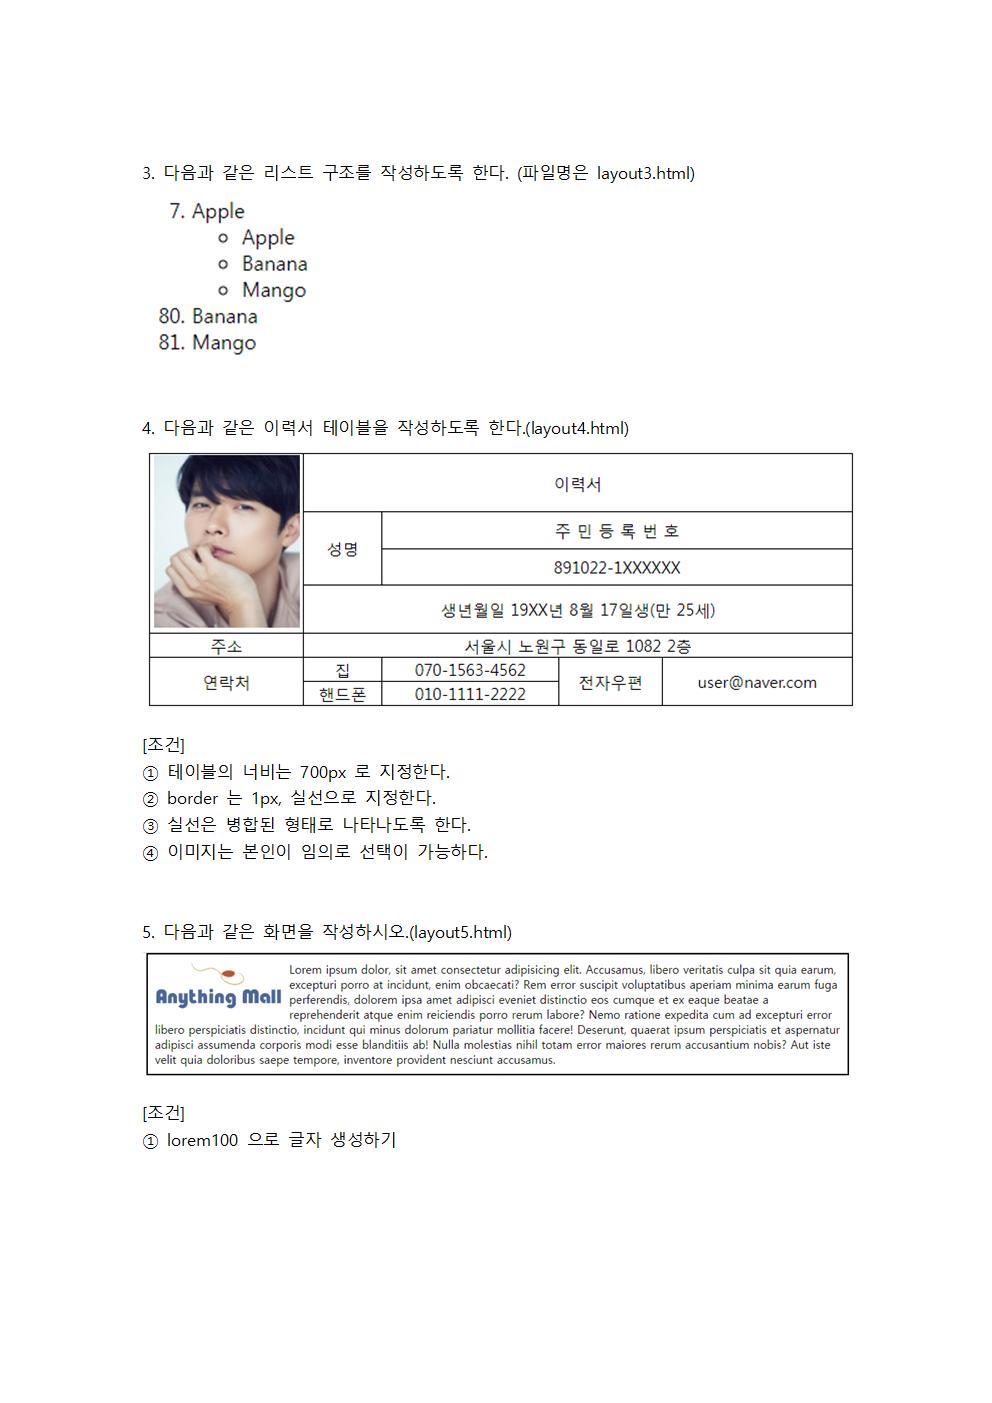 3. 다음과 같은 리스트 구조를 작성하도록 한다. (파일명은 layout3.html)
7. Apple
Apple
Banana
Mango
80. Banana
81. Mango
4. 다음과 같은 이력서 테이블을 작성하도록 한다.(layout4.html)
이력서
성명
주 민 등 록 번 호
891022-1XXXXXX
생년월일 19XX년 8월 17일생(만 25세)
주소
서울시 노원구 동일로 1082 2층
연락처
집
070-1563-4562
핸드폰
010-1111-2222
전자우편
user@naver.com
[조건]
① 테이블의 너비는 700px 로 지정한다.
② border 는 1px, 실선으로 지정한다.
③ 실선은 병합된 형태로 나타나도록 한다.
④ 이미지는 본인이 임의로 선택이 가능하다.
5. 다음과 같은 화면을 작성하시오.(layout5.html)
Anything Mall
Lorem ipsum dolor, sit amet consectetur adipisicing elit. Accusamus, libero veritatis culpa sit quia earum,
excepturi porro at incidunt, enim obcaecati? Rem error suscipit voluptatibus aperiam minima earum fuga
perferendis, dolorem ipsa amet adipisci eveniet distinctio eos cumque et ex eaque beatae a
reprehenderit atque enim reiciendis porro rerum labore? Nemo ratione expedita cum ad excepturi error
libero perspiciatis distinctio, incidunt qui minus dolorum pariatur mollitia facere! Deserunt, quaerat ipsum perspiciatis et aspernatur
adipisci assumenda corporis modi esse blanditiis ab! Nulla molestias nihil totam error maiores rerum accusantium nobis? Aut iste
velit quia doloribus saepe tempore, inventore provident nesciunt accusamus.
[조건]
① lorem100 으로 글자 생성하기